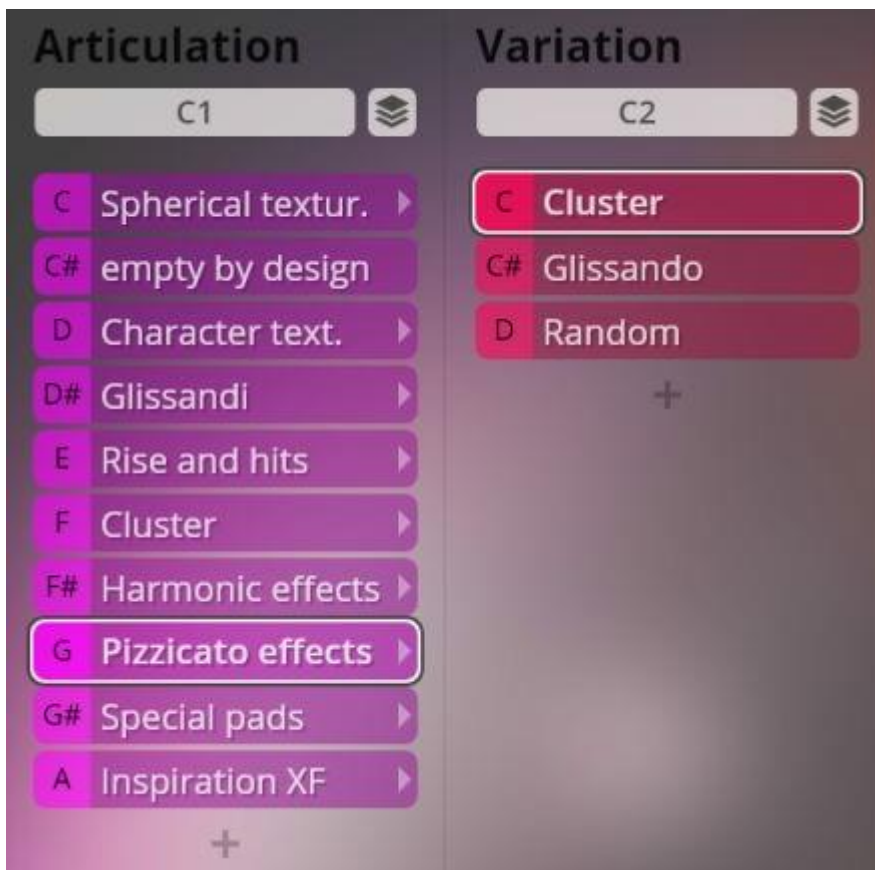 Articulation
C1
C Spherical textur.
C# empty by design
D Character text.
D# Glissandi
E Rise and hits
F Cluster
F# Harmonic effects
G Pizzicato effects
G# Special pads
A Inspiration XF
+
Variation
C2
C Cluster
C# Glissando
D Random
+